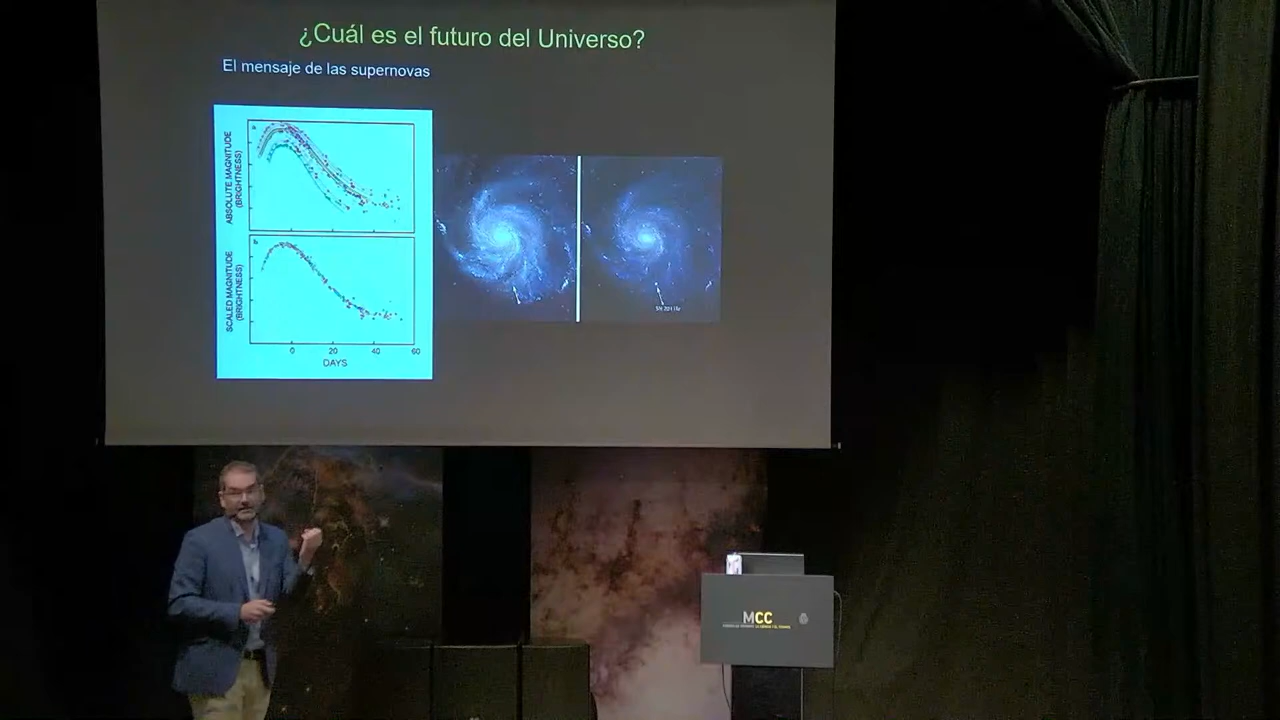 ¿Cuál es el futuro del Universo?
El mensaje de las supernovas
ABSOLUTE MAGNITUDE
(BRIGHTNESS)
SCALED MAGNITUDE
(BRIGHTNESS)
0 20 40 60
DAYS
MCC